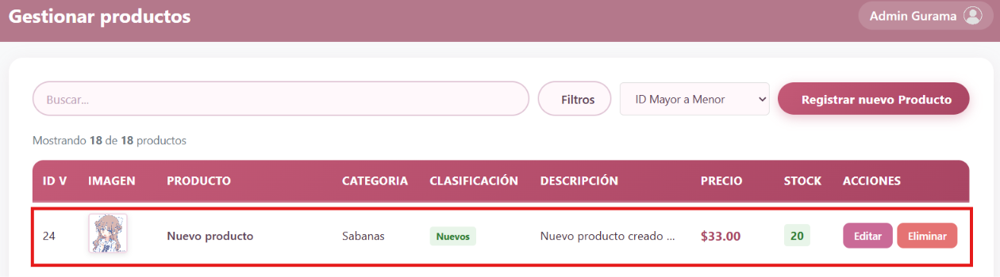 Gestionar productos
Admin Gurama
Buscar...
Filtros
ID Mayor a Menor
Registrar nuevo Producto
Mostrando 18 de 18 productos
ID V IMAGEN PRODUCTO CATEGORIA CLASIFICACIÓN DESCRIPCIÓN PRECIO STOCK ACCIONES
24 Nuevo producto Sabanas Nuevos Nuevo producto creado ... $33.00 20 Editar Eliminar